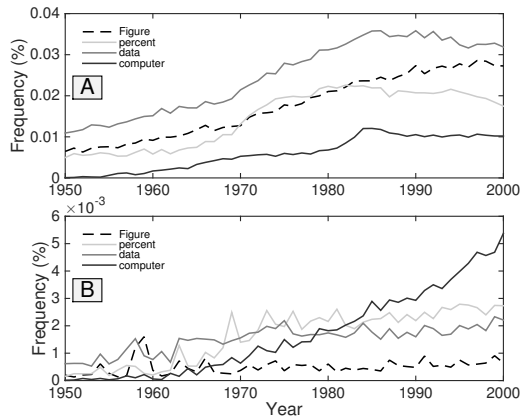 0.04
0.03
0.02
0.01
0
Frequency (%)
Figure
percent
data
computer
A
1950 1960 1970 1980 1990 2000
×10⁻³
6
5
4
3
2
1
0
Frequency (%)
Figure
percent
data
computer
B
1950 1960 1970 1980 1990 2000
Year